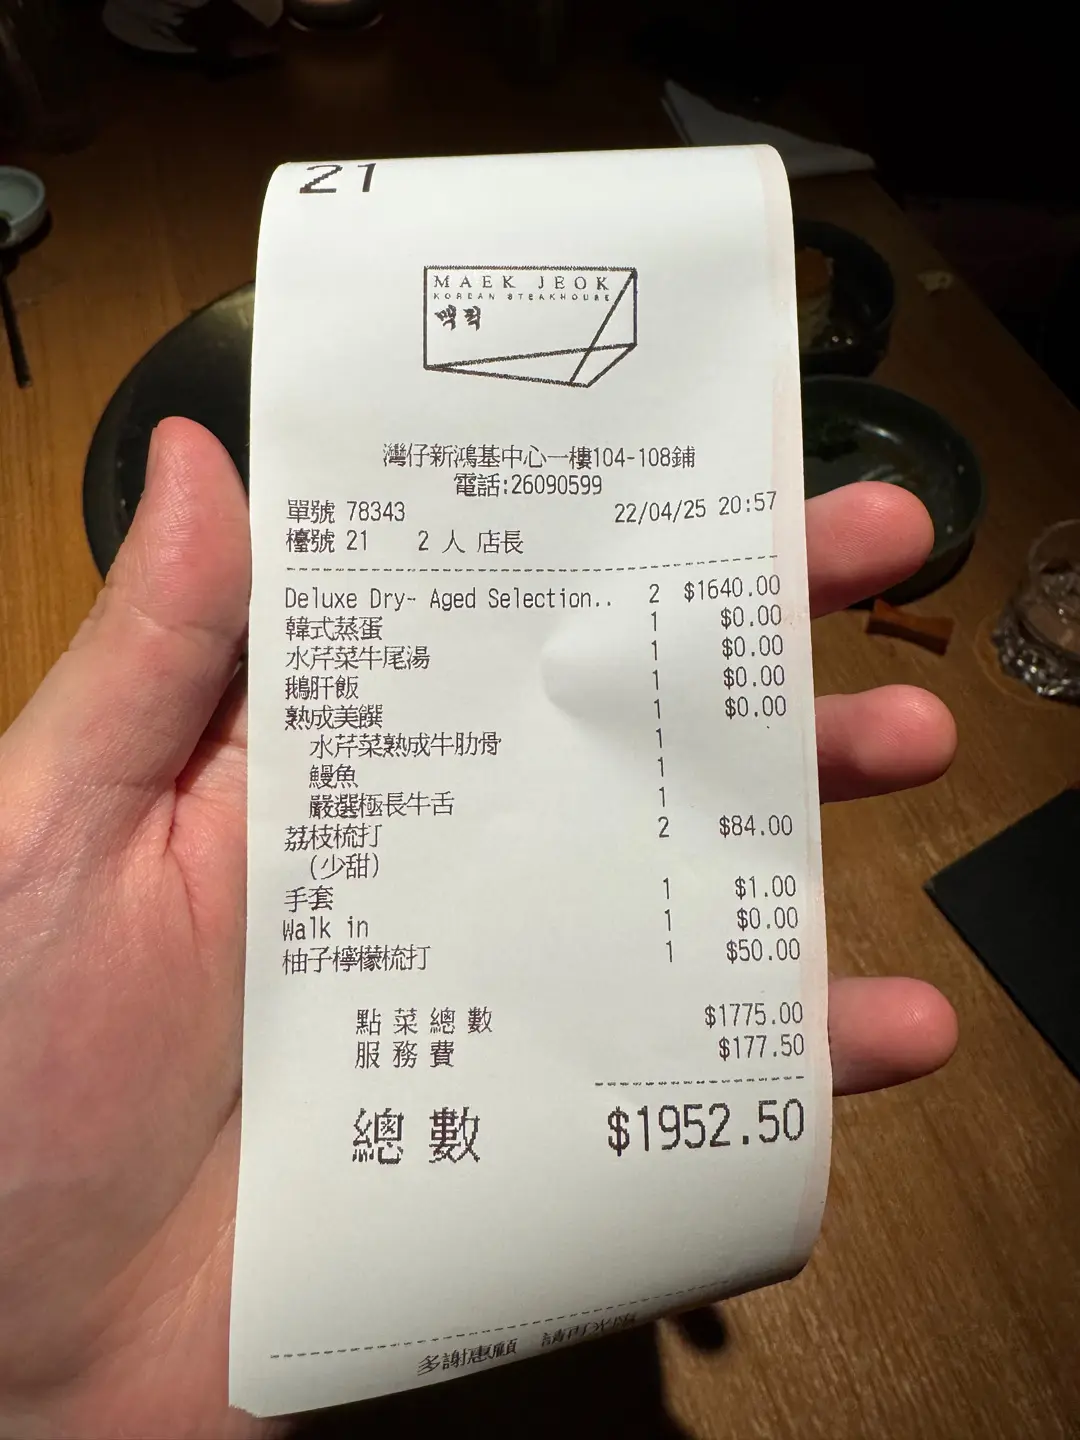 21
MAEK JEOK
KOREAN STEAKHOUSE
맥적
灣仔新鴻基中心一樓104-108鋪
電話:26090599
單號 78343 22/04/25 20:57
檯號 21 2 人 店長
Deluxe Dry- Aged Selection.. 2 $1640.00
韓式蒸蛋 1 $0.00
水芹菜牛尾湯 1 $0.00
鵝肝飯 1 $0.00
熟成美饌 1 $0.00
水芹菜熟成牛肋骨 1
鰻魚 1
嚴選極長牛舌 1
荔枝梳打 2 $84.00
(少甜)
手套 1 $1.00
Walk in 1 $0.00
柚子檸檬梳打 1 $50.00
點菜總數 $1775.00
服務費 $177.50
總數 $1952.50
多謝惠顧